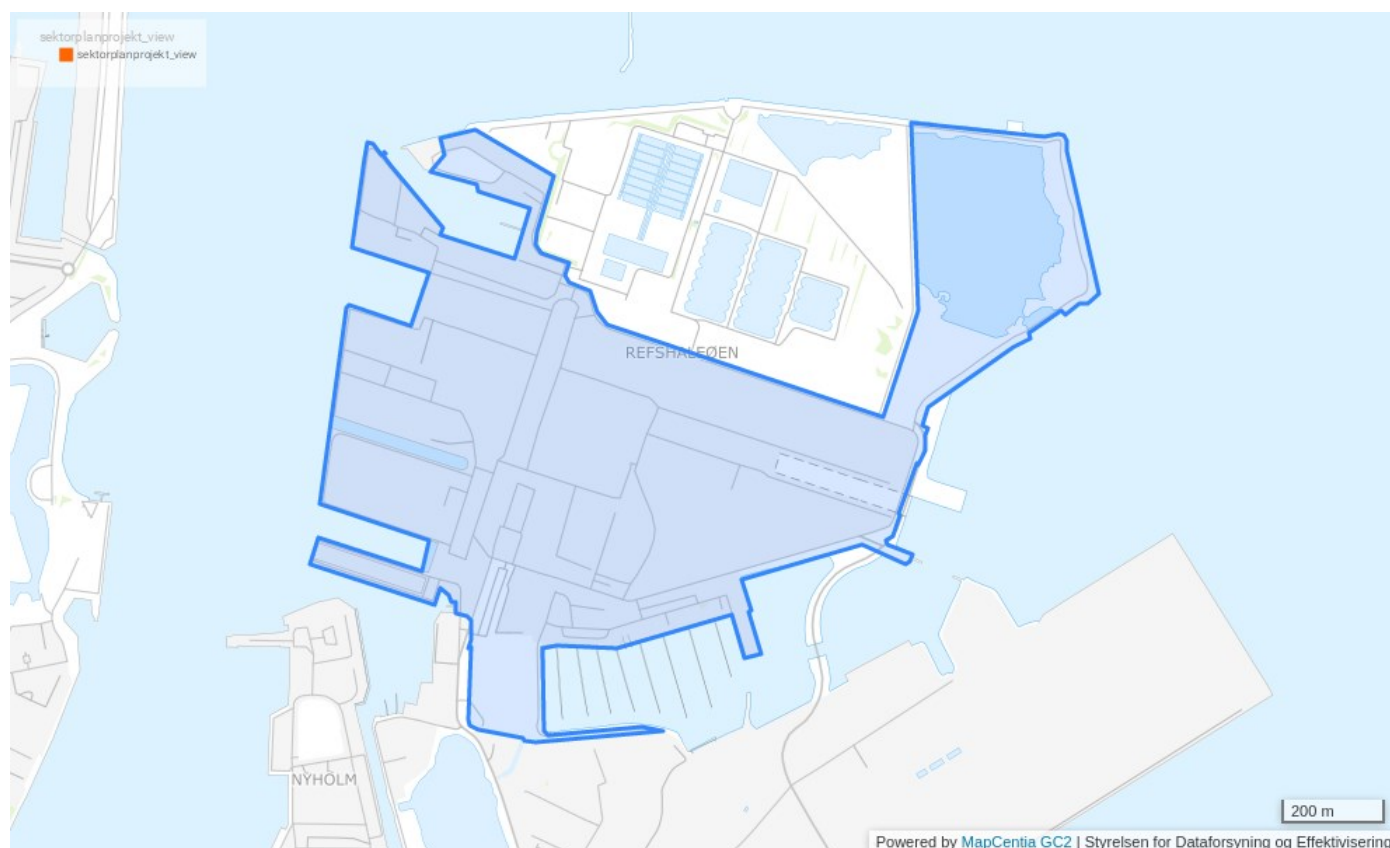 sektorplanprojekt_view
sektorplanprojekt_view
REFSHALEØEN
NYHOLM
200 m
Powered by MapCentia GC2 | Styrelsen for Dataforsyning og Effektivisering